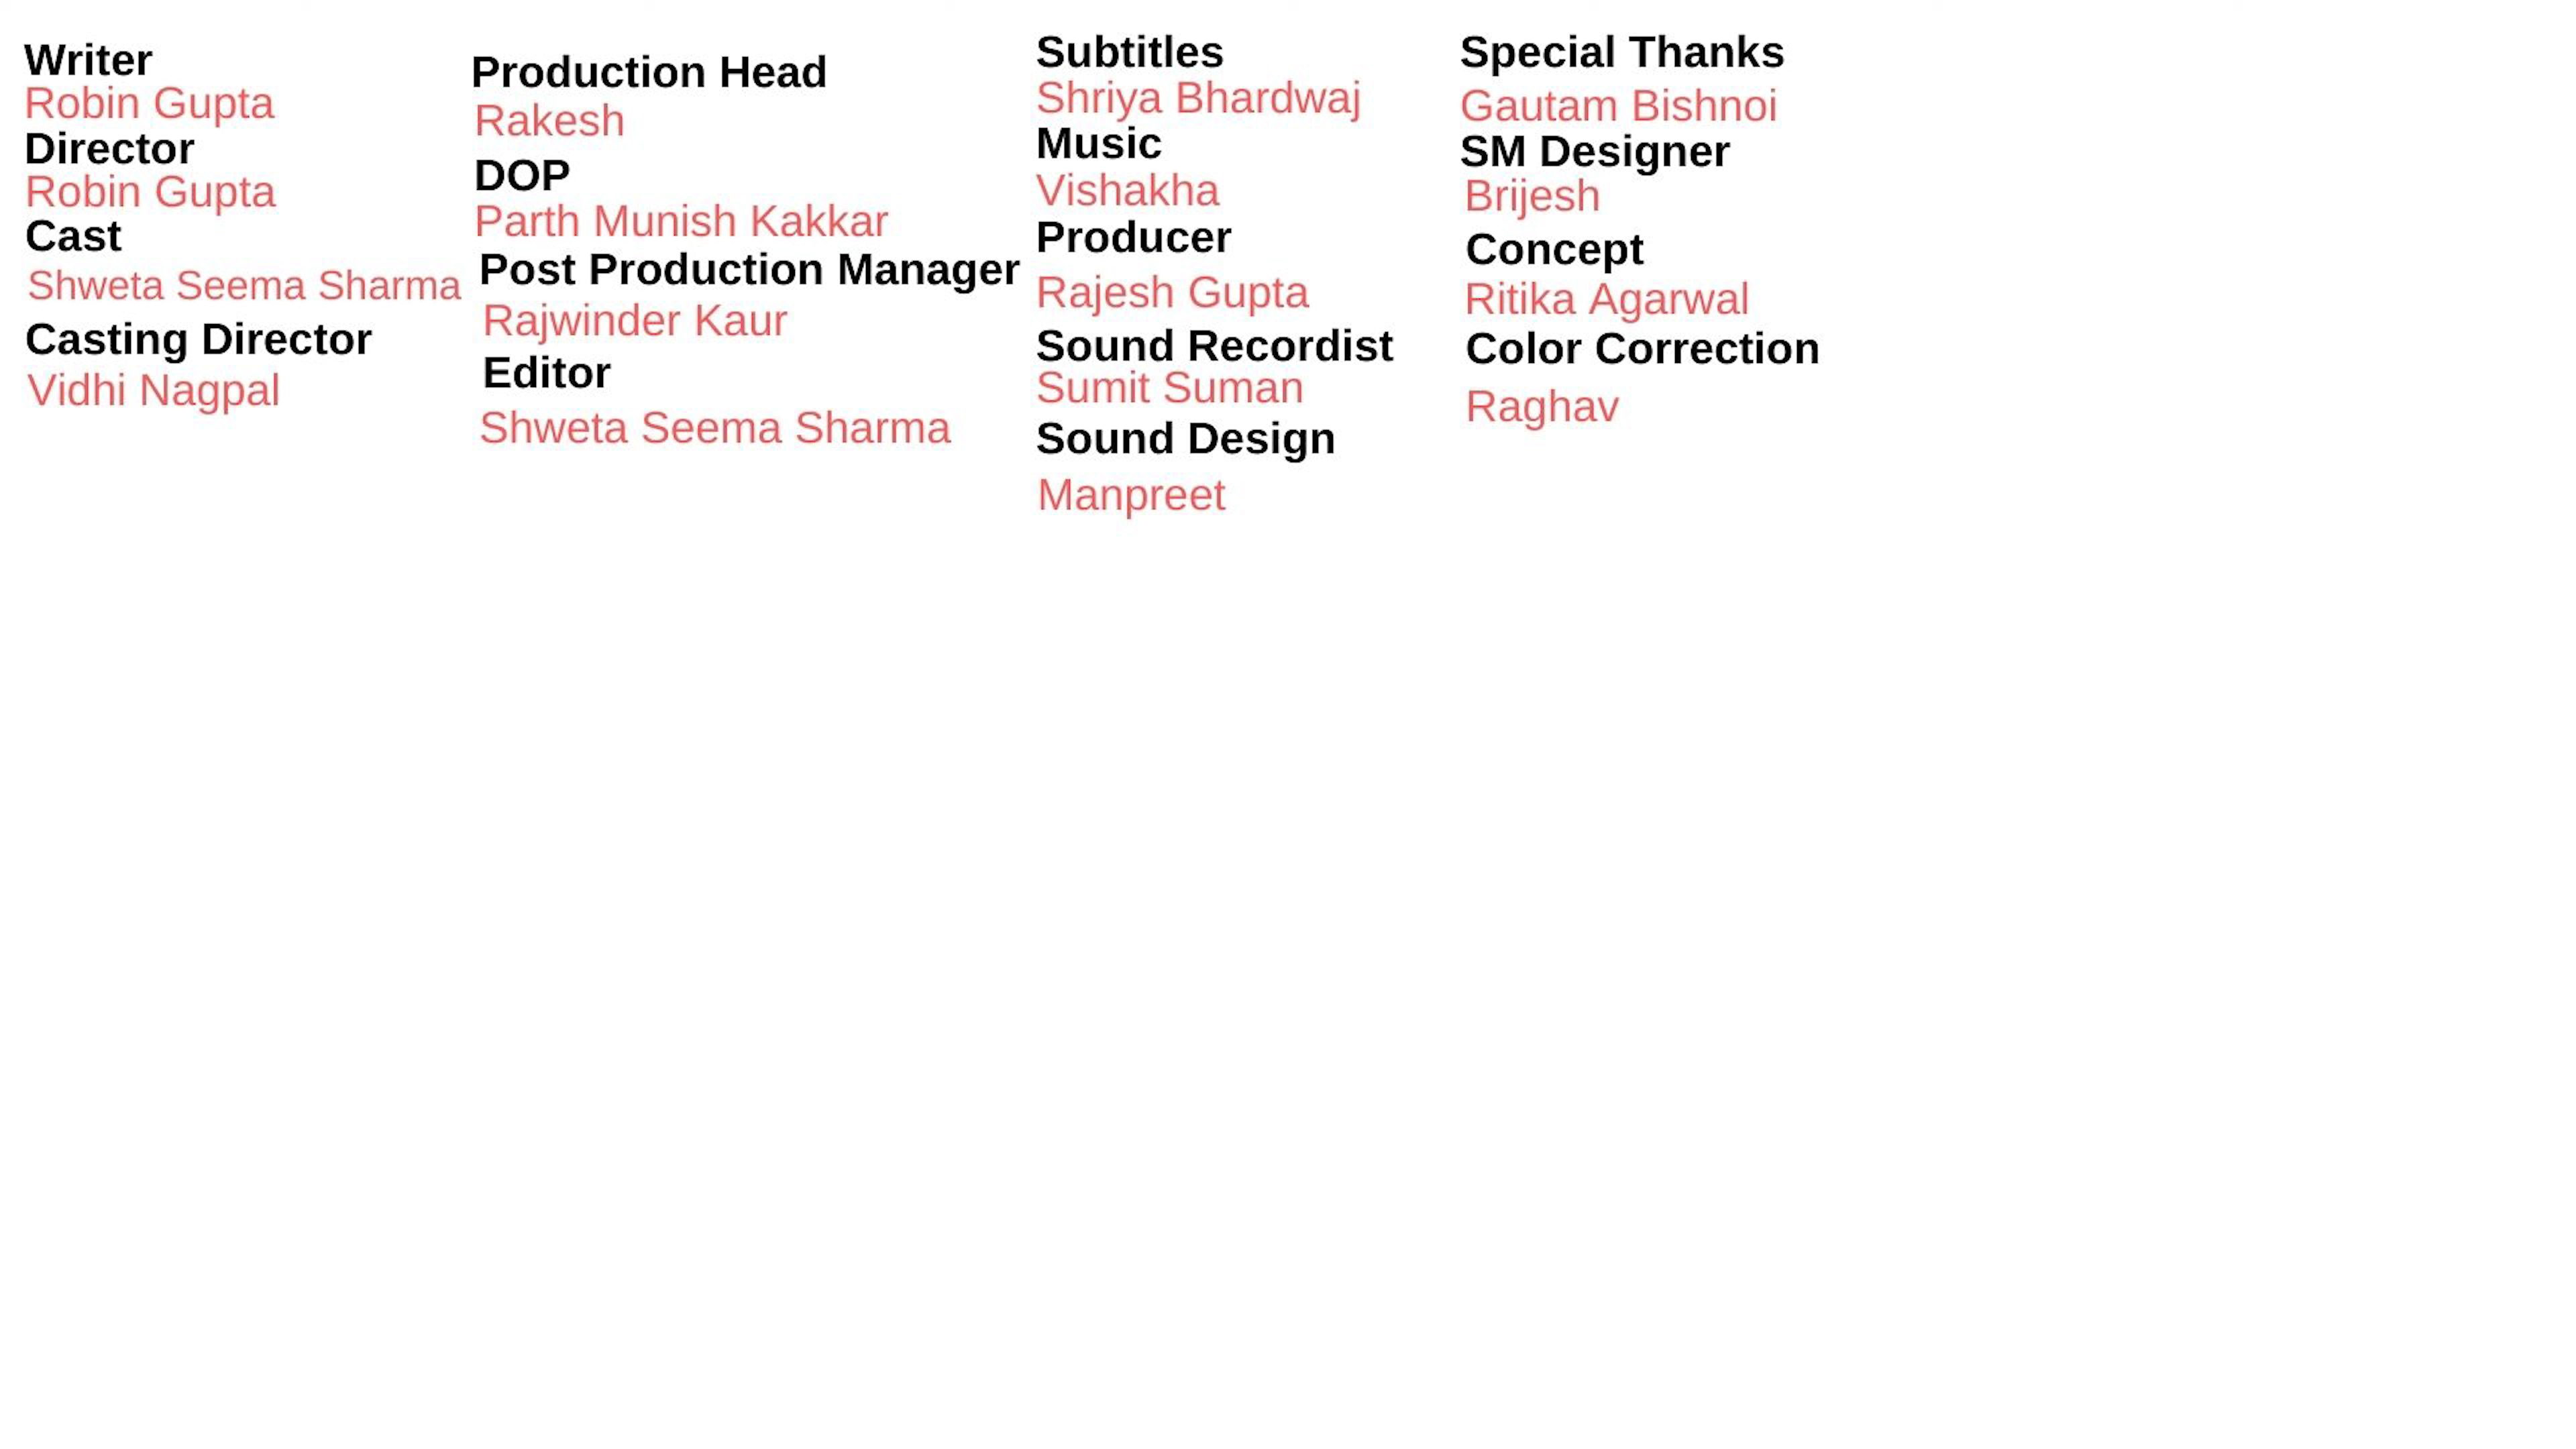 Writer
Robin Gupta
Director
Robin Gupta
Cast
Shweta Seema Sharma
Casting Director
Vidhi Nagpal
Production Head
Rakesh
DOP
Parth Munish Kakkar
Post Production Manager
Rajwinder Kaur
Editor
Shweta Seema Sharma
Subtitles
Shriya Bhardwaj
Music
Vishakha
Producer
Rajesh Gupta
Sound Recordist
Sumit Suman
Sound Design
Manpreet
Special Thanks
Gautam Bishnoi
SM Designer
Brijesh
Concept
Ritika Agarwal
Color Correction
Raghav